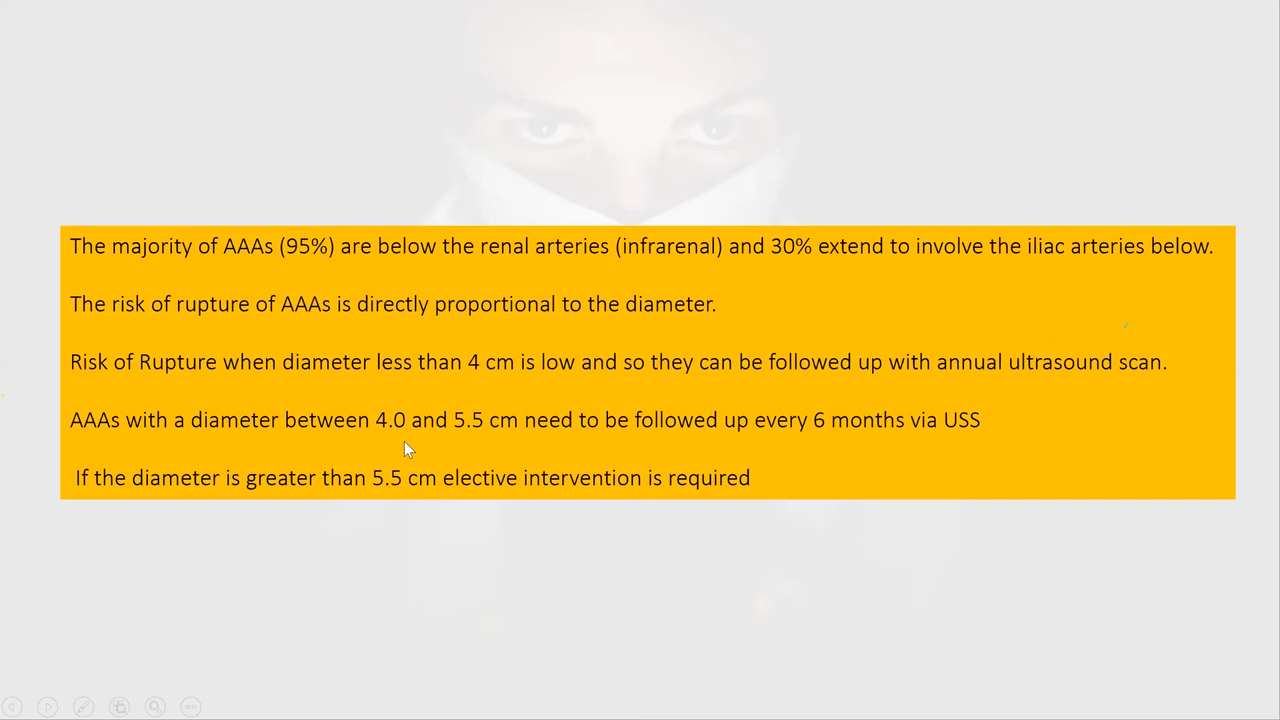 The majority of AAAs (95%) are below the renal arteries (infrarenal) and 30% extend to involve the iliac arteries below.
The risk of rupture of AAAs is directly proportional to the diameter.
Risk of Rupture when diameter less than 4 cm is low and so they can be followed up with annual ultrasound scan.
AAAs with a diameter between 4.0 and 5.5 cm need to be followed up every 6 months via USS
If the diameter is greater than 5.5 cm elective intervention is required